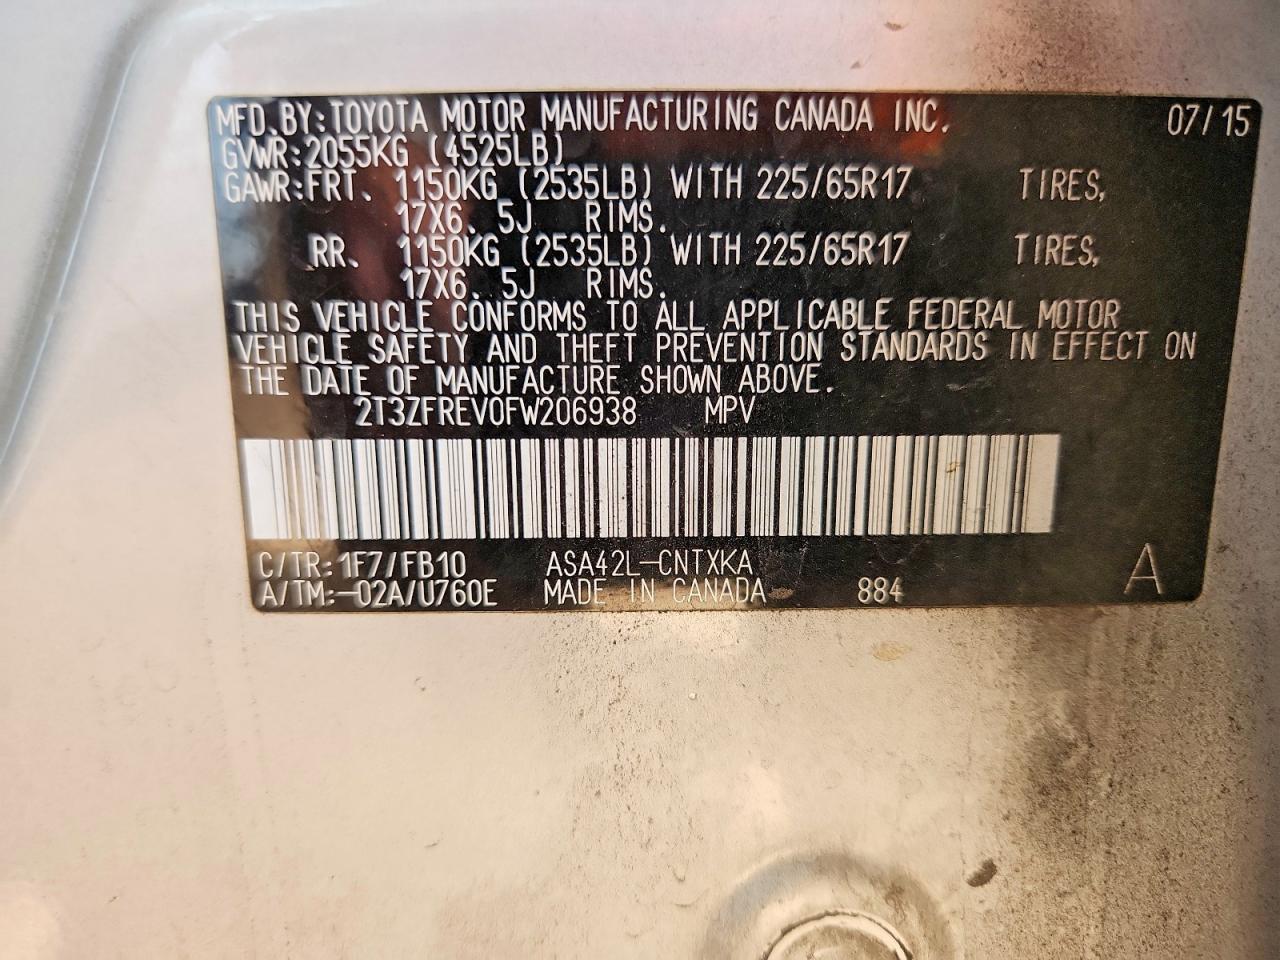 MFD.BY:TOYOTA MOTOR MANUFACTURING CANADA INC. 07/15
GVWR:2055KG (4525LB)
GAWR:FRT. 1150KG (2535LB) WITH 225/65R17 TIRES,
17X6. 5J RIMS.
RR. 1150KG (2535LB) WITH 225/65R17 TIRES,
17X6. 5J RIMS.
THIS VEHICLE CONFORMS TO ALL APPLICABLE FEDERAL MOTOR
VEHICLE SAFETY AND THEFT PREVENTION STANDARDS IN EFFECT ON
THE DATE OF MANUFACTURE SHOWN ABOVE.
2T3ZFREV0FW206938 MPV
C/TR:1F7/FB10 ASA42L-CNTXKA
A/TM:-02A/U760E MADE IN CANADA 884 A